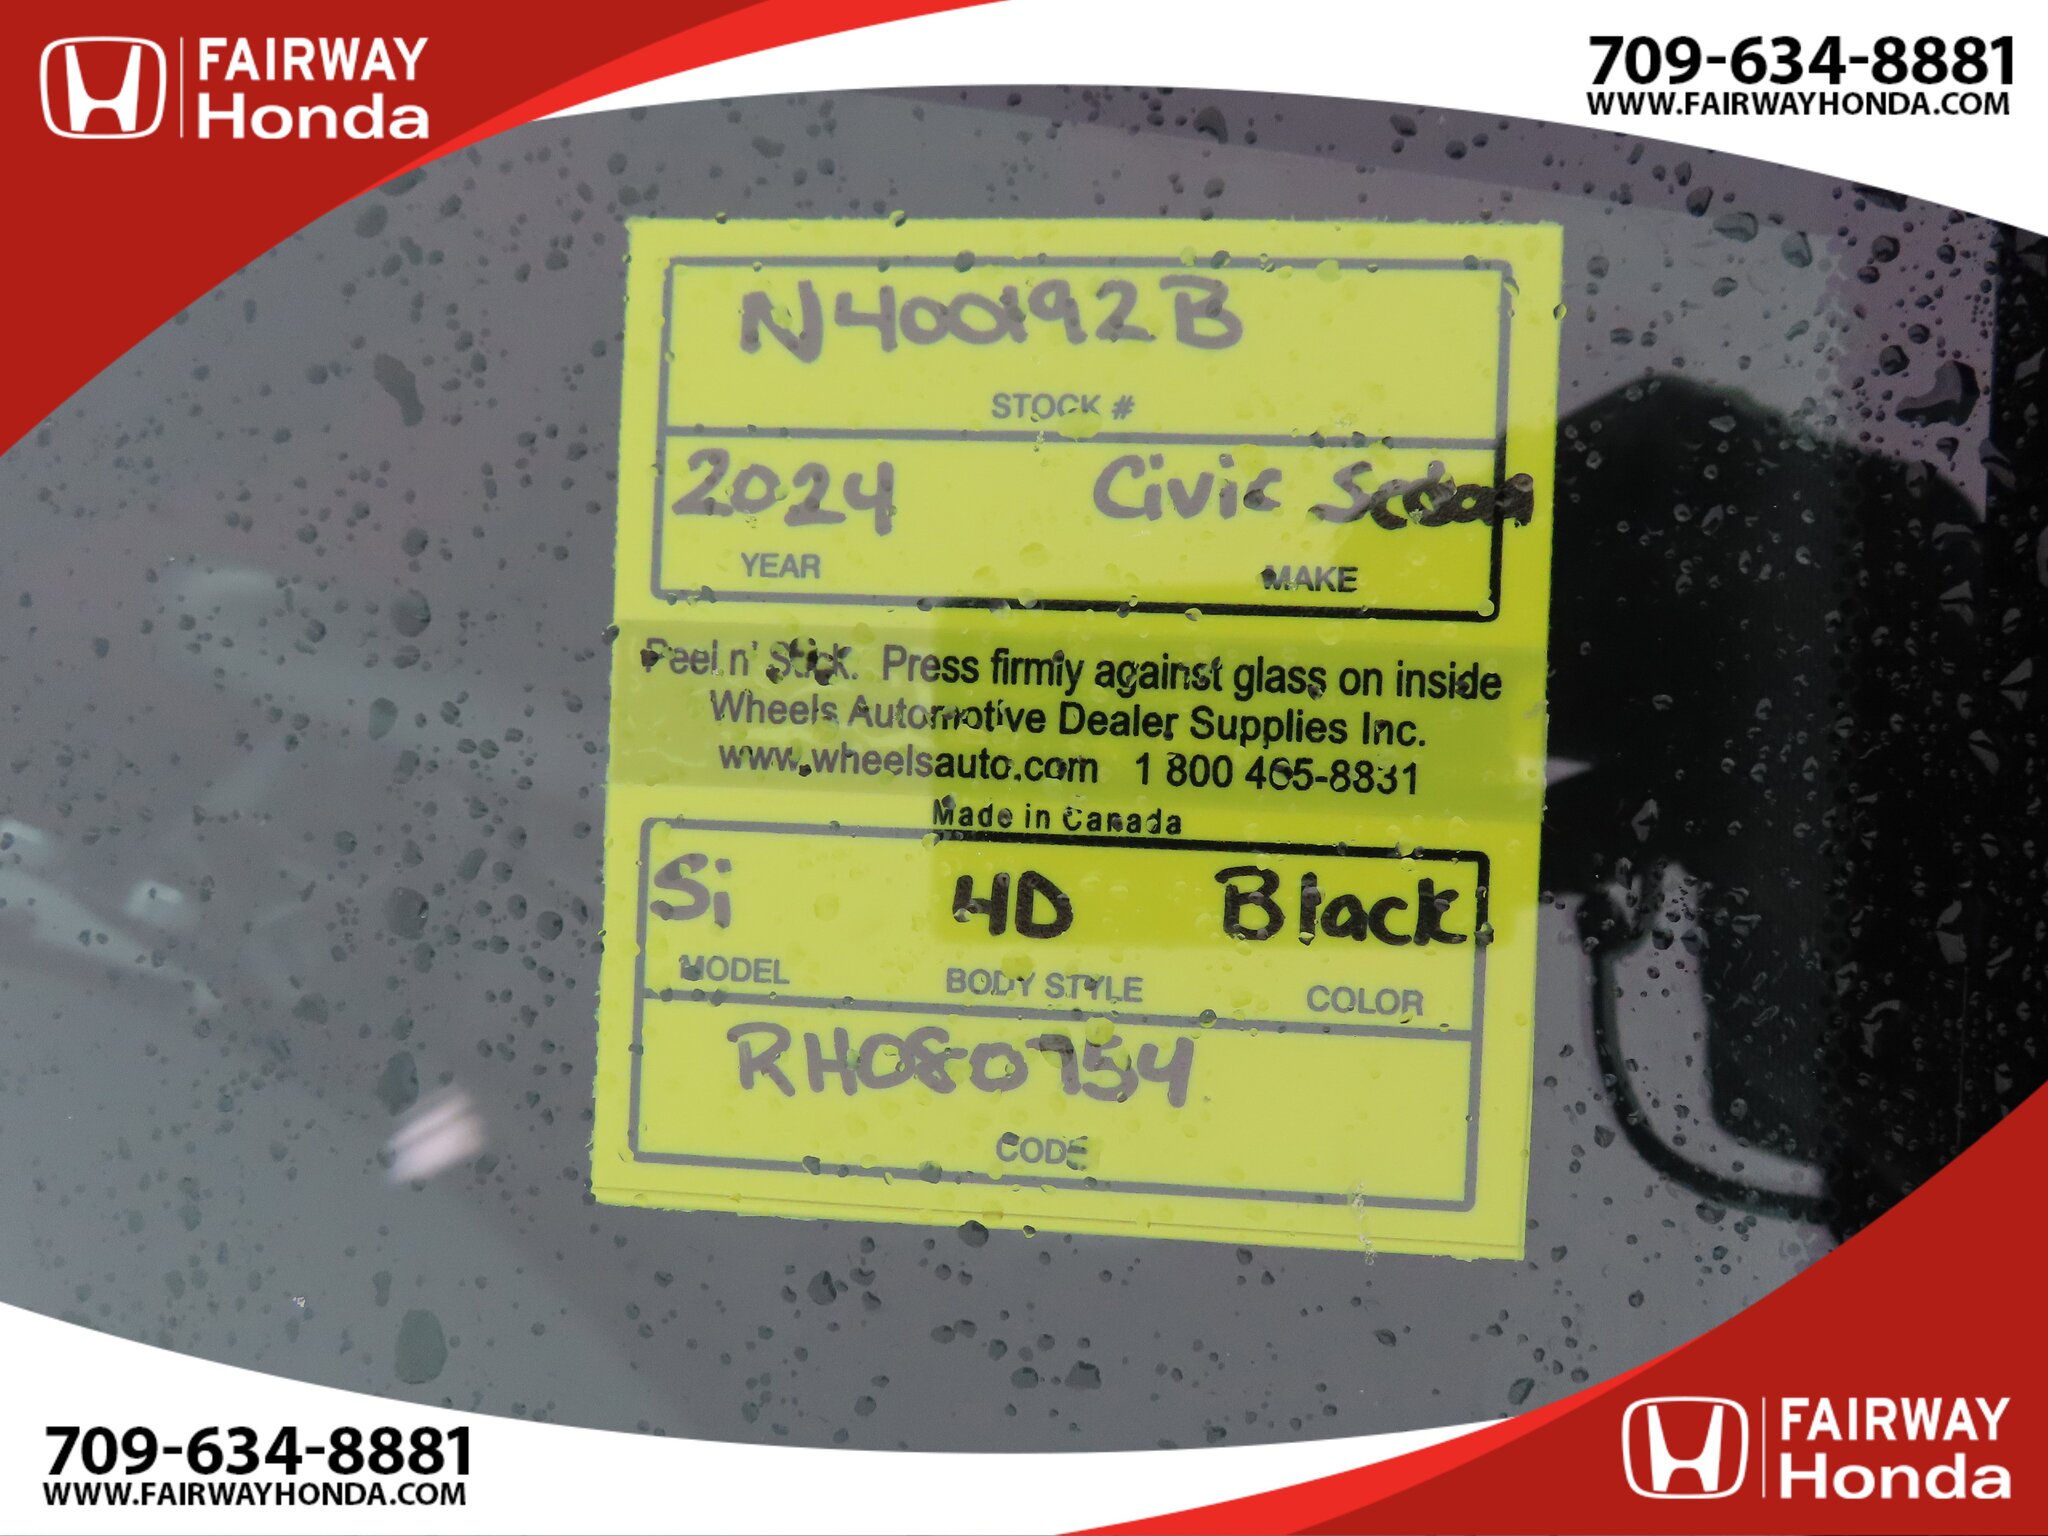 FAIRWAY
Honda
709-634-8881
WWW.FAIRWAYHONDA.COM
N400192B
STOCK #
2024 Civic Sedan
YEAR MAKE
Peel n' Stick. Press firmly against glass on inside
Wheels Automotive Dealer Supplies Inc.
www.wheelsauto.com 1 800 465-8831
Made in Canada
Si 4D Black
MODEL BODY STYLE COLOR
RH080754
CODE
709-634-8881
WWW.FAIRWAYHONDA.COM
FAIRWAY
Honda